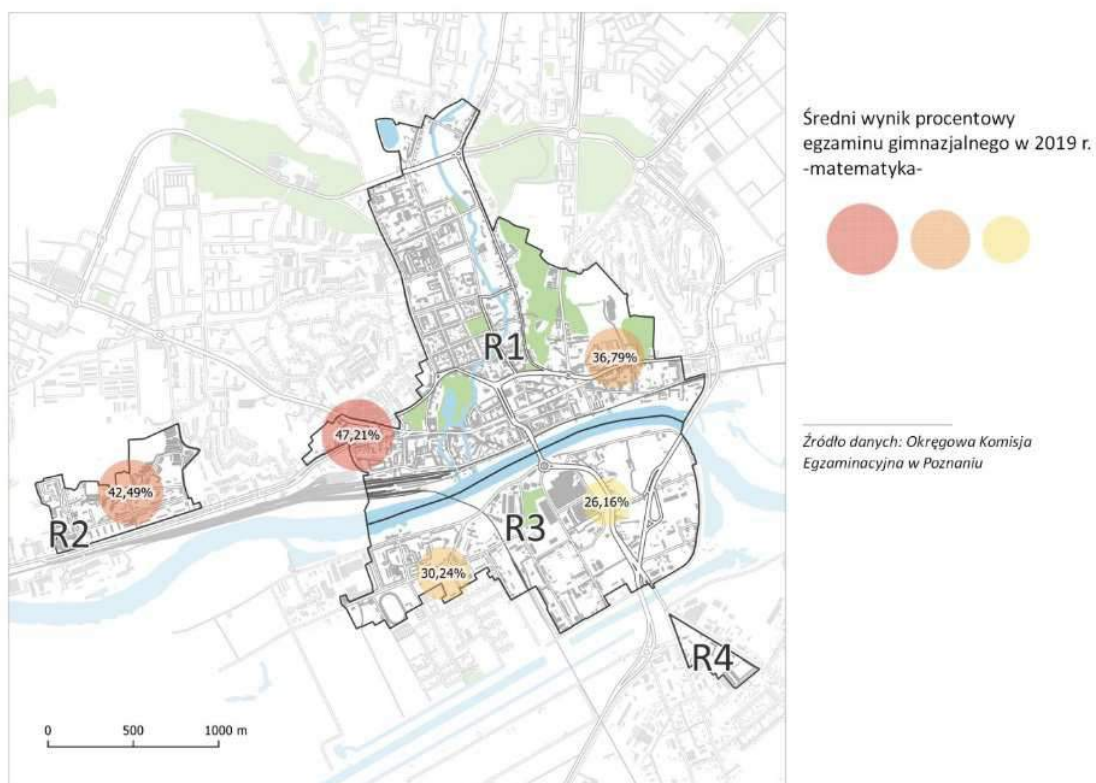 Średni wynik procentowy
egzaminu gimnazjalnego w 2019 r.
-matematyka-
R1
36,79%
47,21%
42,49%
R2
R3
26,16%
30,24%
R4
Źródło danych: Okręgowa Komisja
Egzaminacyjna w Poznaniu
0 500 1000 m